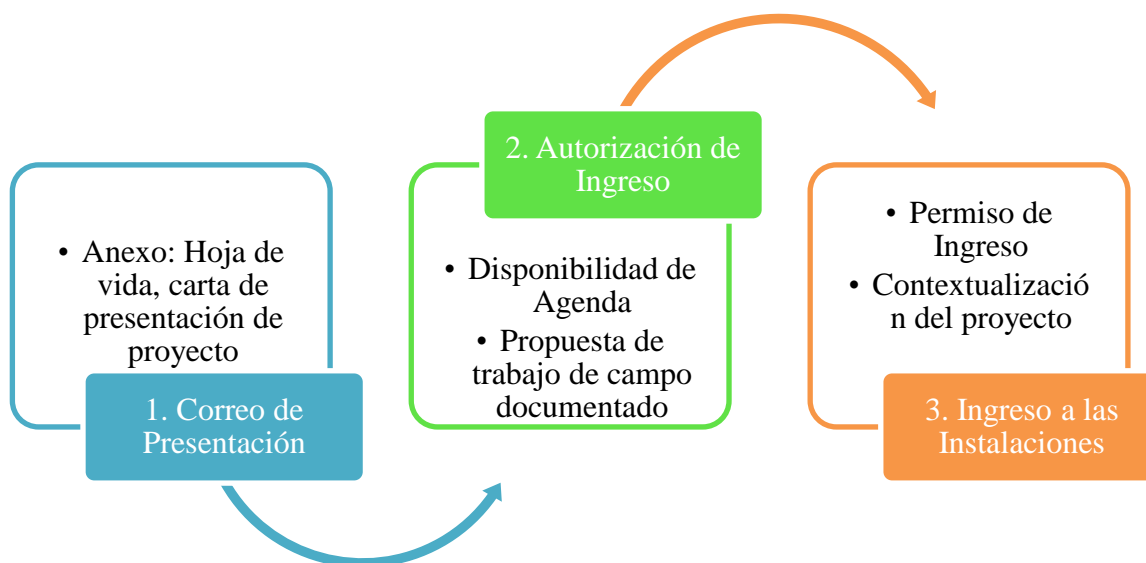 • Anexo: Hoja de
vida, carta de
presentación de
proyecto
1. Correo de
Presentación
2. Autorización de
Ingreso
• Disponibilidad de
Agenda
• Propuesta de
trabajo de campo
documentado
• Permiso de
Ingreso
• Contextualizació
n del proyecto
3. Ingreso a las
Instalaciones